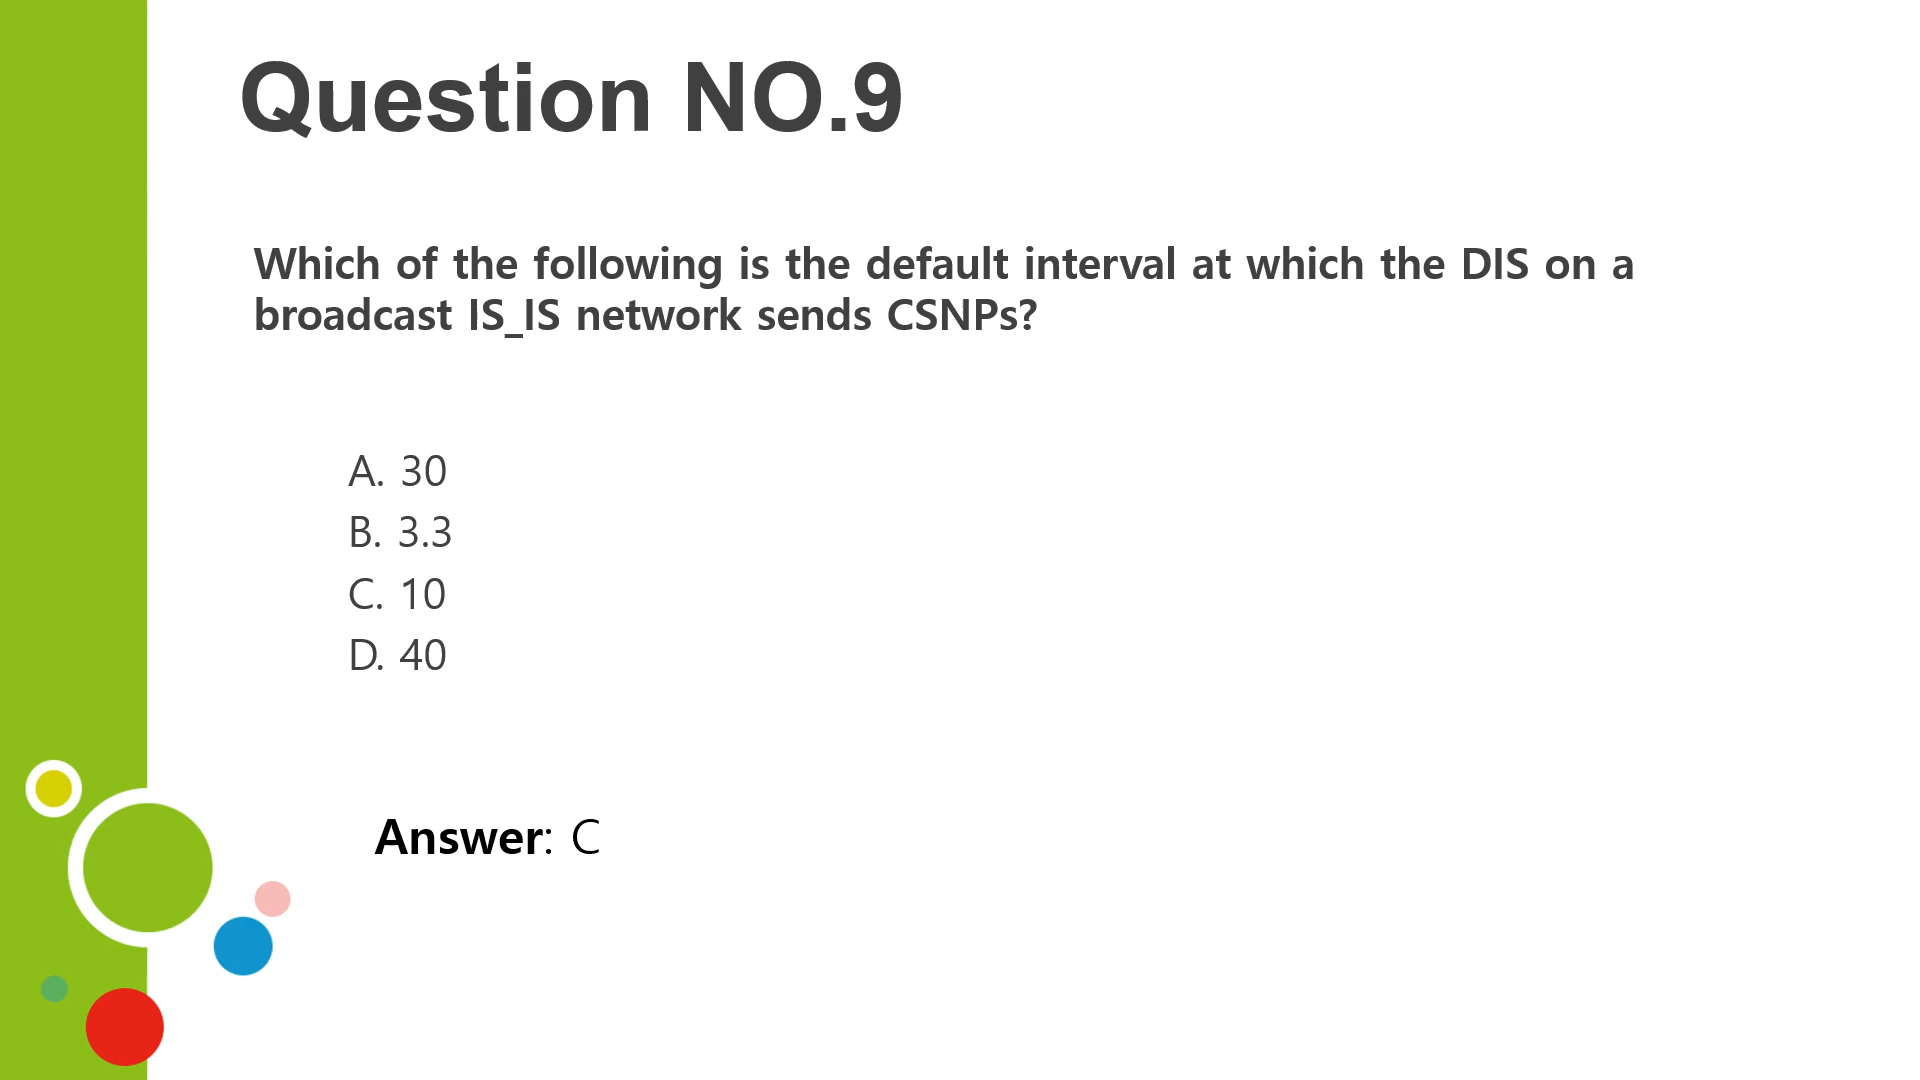 Question NO.9
Which of the following is the default interval at which the DIS on a
broadcast IS_IS network sends CSNPs?
A. 30
B. 3.3
C. 10
D. 40
Answer: C